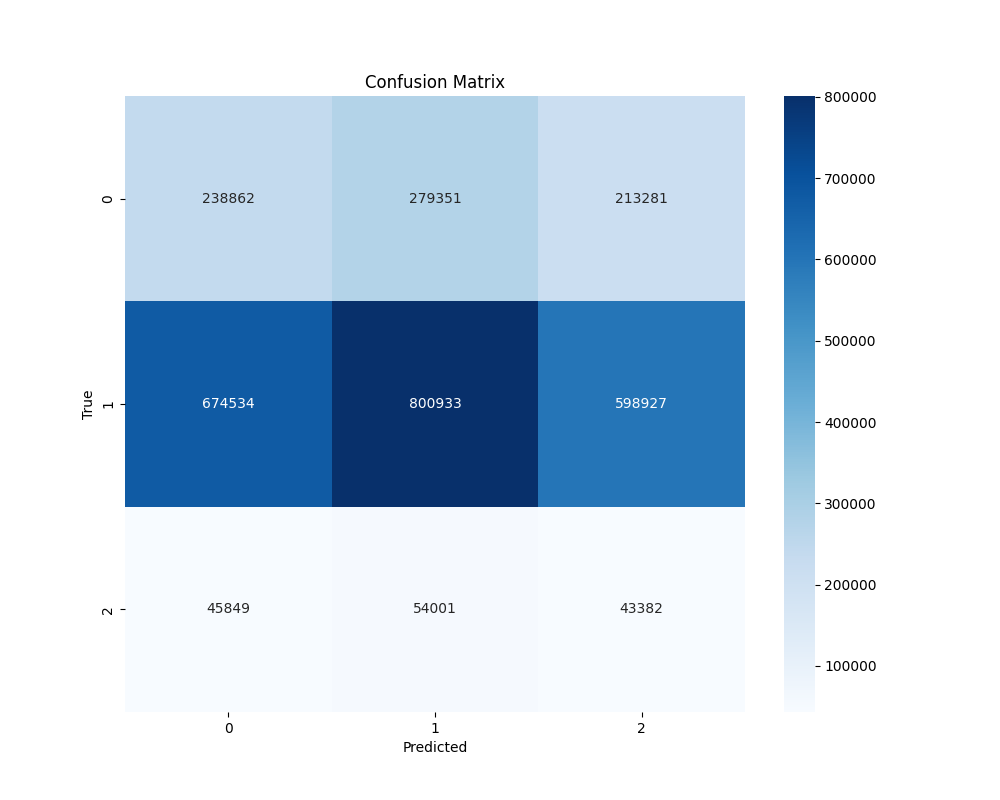 Confusion Matrix
800000
700000
600000
500000
400000
300000
200000
100000
True
0
238862 279351 213281
1
674534 800933 598927
2
45849 54001 43382
0 1 2
Predicted